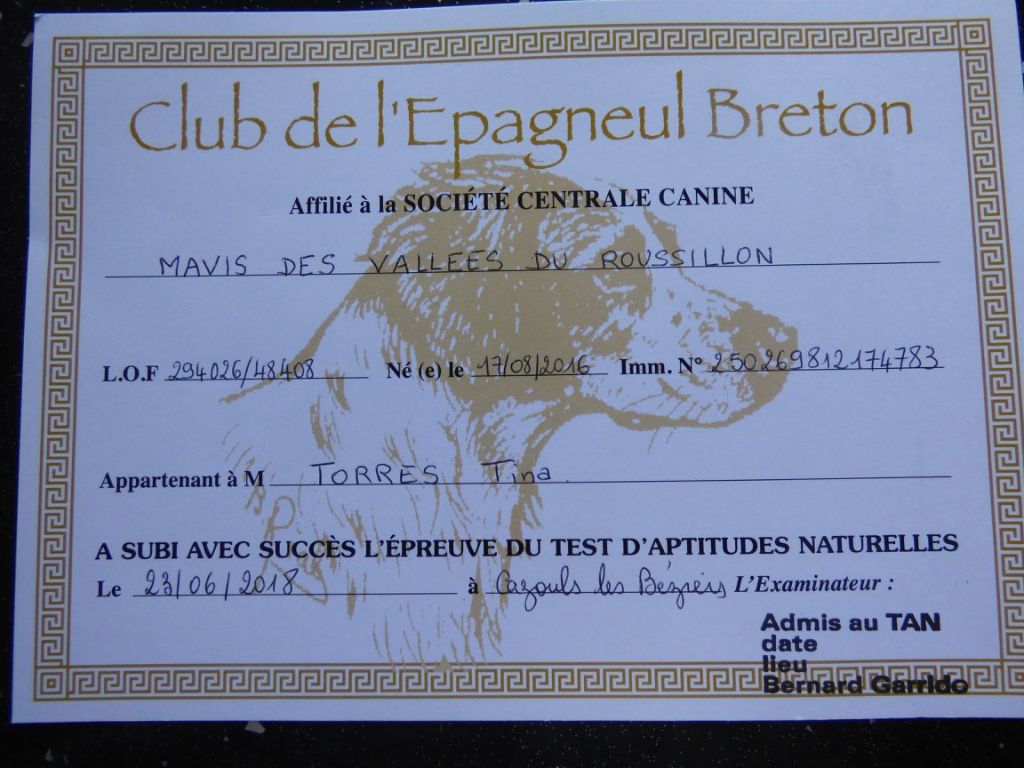 Club de l'Epagneul Breton
Affilié à la SOCIÉTÉ CENTRALE CANINE
MAVIS DES VALLEES DU ROUSSILLON
L.O.F 294026/48408 Né (e) le 17/08/2016 Imm. N° 250269812174783
Appartenant à M TORRES Tina
A SUBI AVEC SUCCÈS L'ÉPREUVE DU TEST D'APTITUDES NATURELLES
Le 23/06/2018 à Cazouls les Béziers L'Examinateur :
Admis au TAN
date
lieu
Bernard Garrido